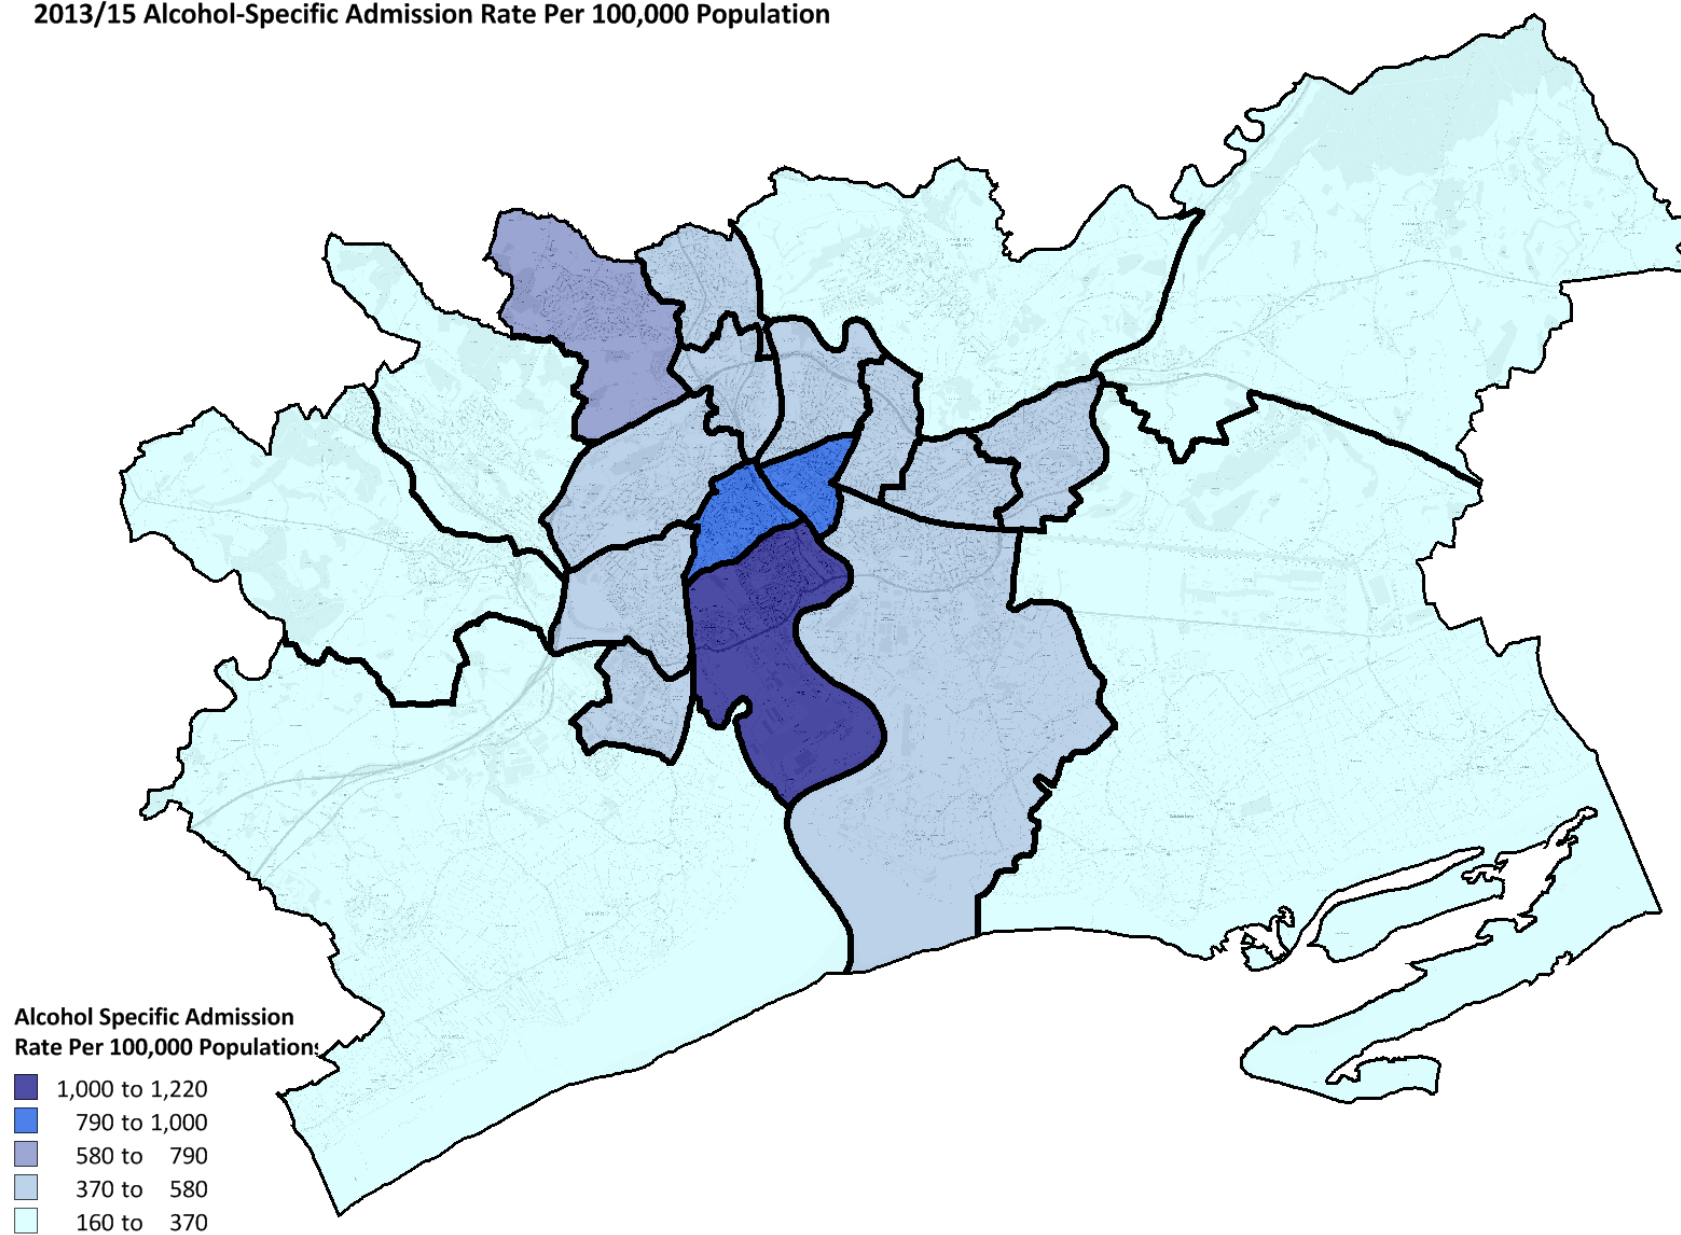 2013/15 Alcohol-Specific Admission Rate Per 100,000 Population
Alcohol Specific Admission
Rate Per 100,000 Populations
1,000 to 1,220
790 to 1,000
580 to 790
370 to 580
160 to 370